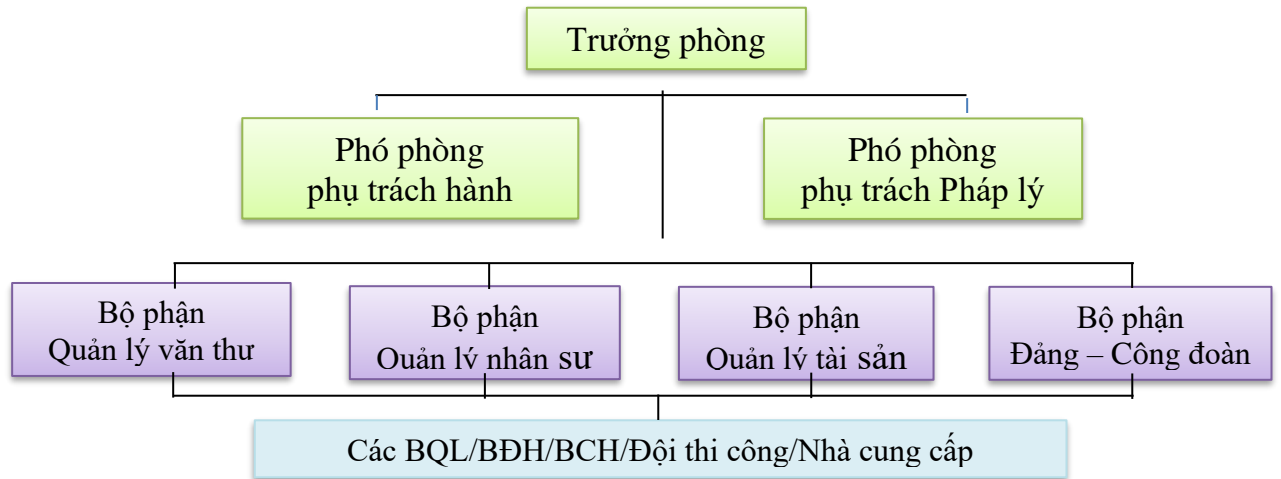 Trưởng phòng
Phó phòng
phụ trách hành
Phó phòng
phụ trách Pháp lý
Bộ phận
Quản lý văn thư
Bộ phận
Quản lý nhân sự
Bộ phận
Quản lý tài sản
Bộ phận
Đảng – Công đoàn
Các BQL/BĐH/BCH/Đội thi công/Nhà cung cấp